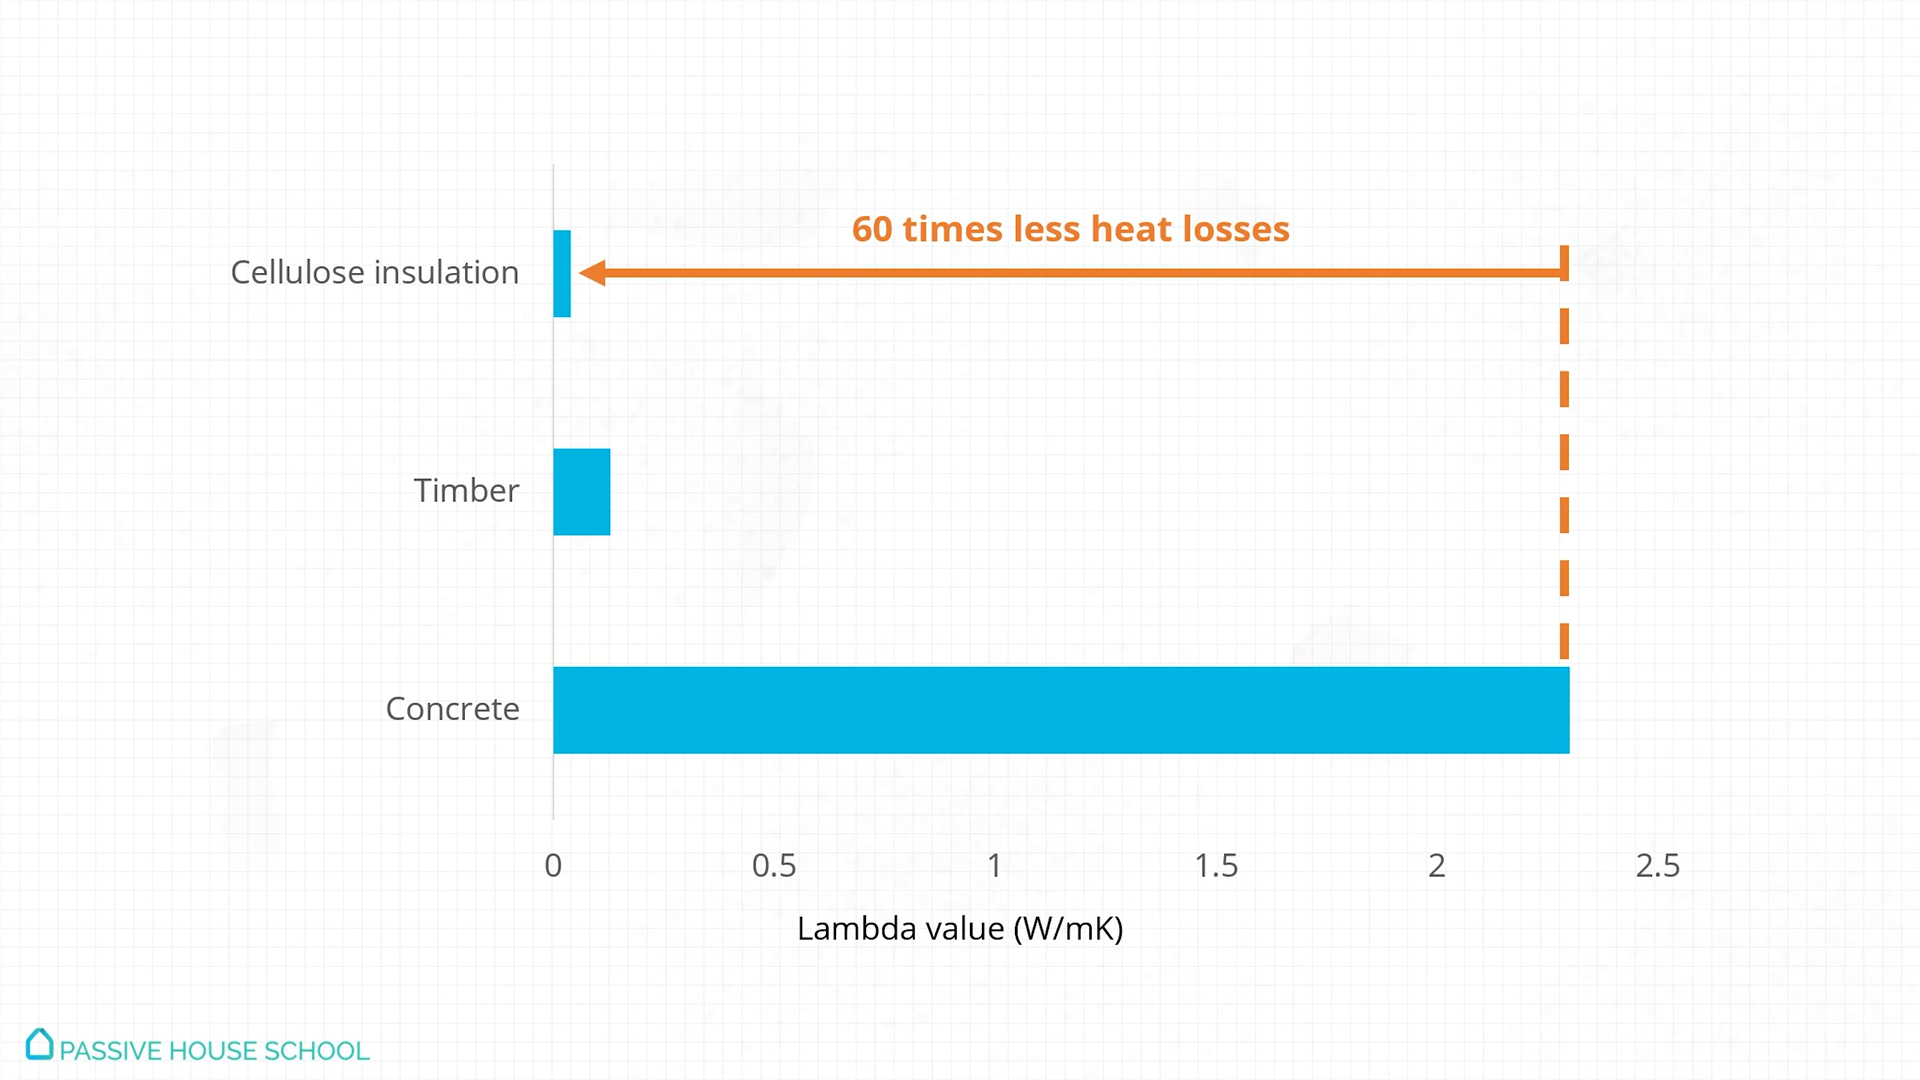 60 times less heat losses
Cellulose insulation
Timber
Concrete
0 0.5 1 1.5 2 2.5
Lambda value (W/mK)
PASSIVE HOUSE SCHOOL